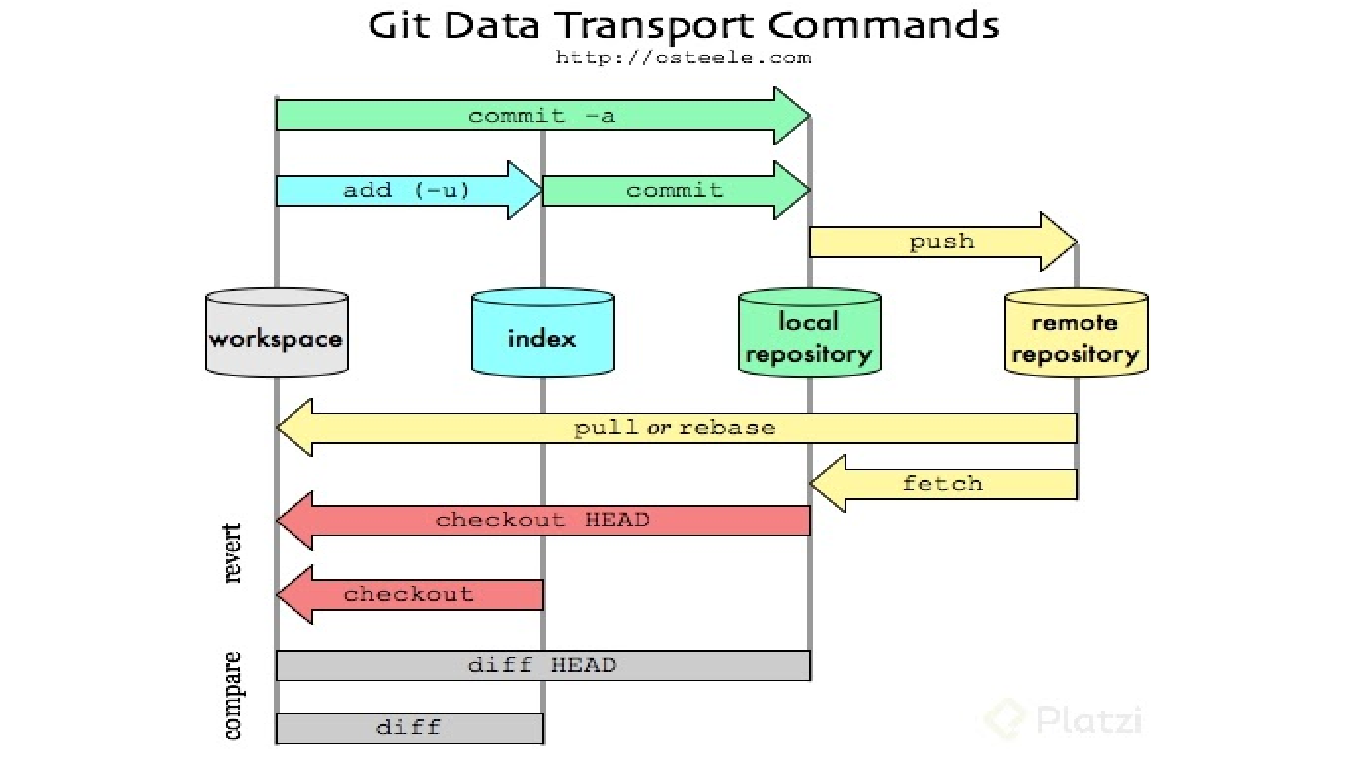 Git Data Transport Commands
http://osteele.com
commit -a
add (-u)
commit
push
workspace
index
local
repository
remote
repository
pull or rebase
fetch
revert
checkout HEAD
checkout
compare
diff HEAD
diff
Platzi